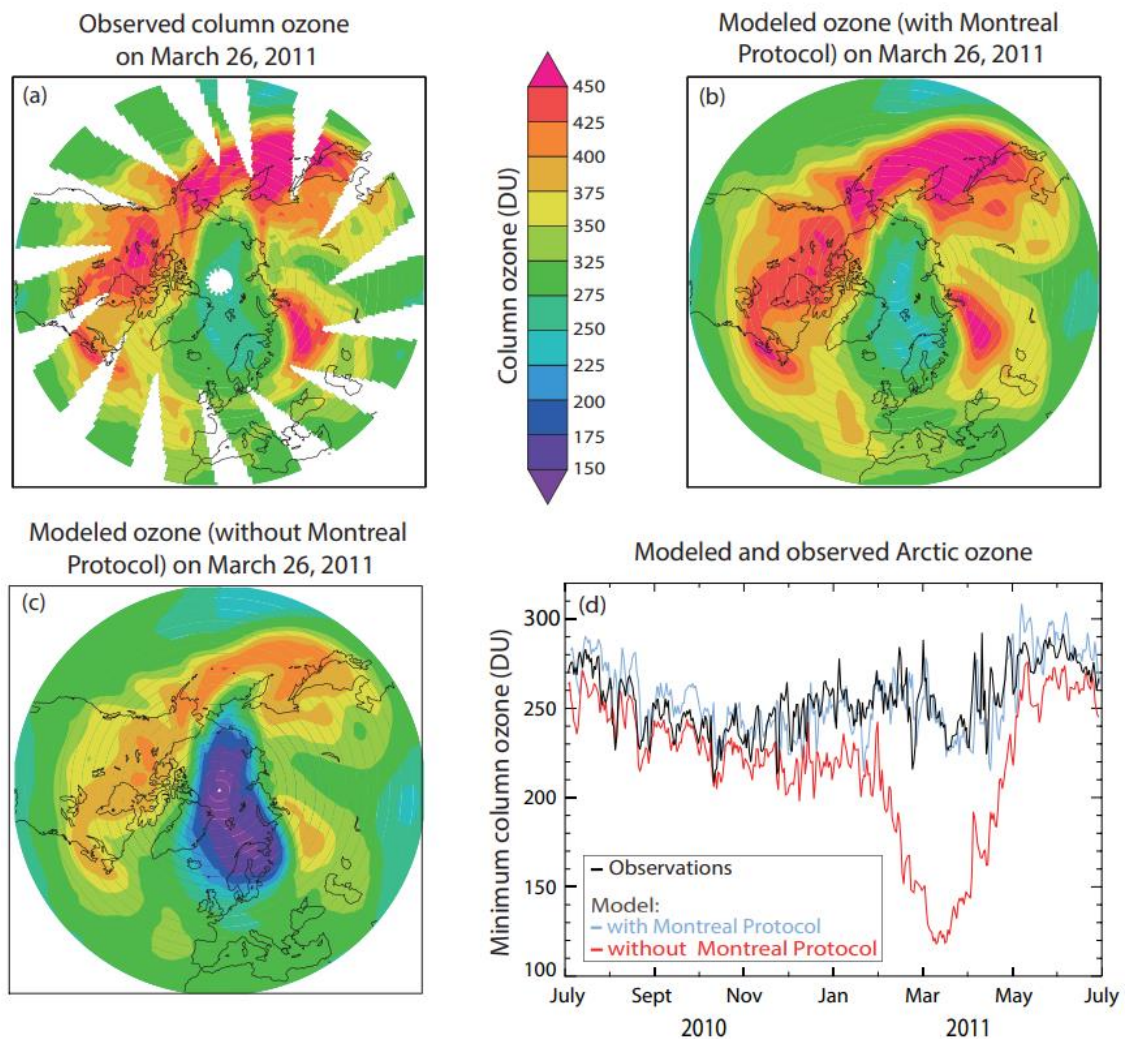 Observed column ozone
on March 26, 2011
(a)
Column ozone (DU)
450
425
400
375
350
325
275
250
225
200
175
150
Modeled ozone (with Montreal
Protocol) on March 26, 2011
(b)
Modeled ozone (without Montreal
Protocol) on March 26, 2011
(c)
Modeled and observed Arctic ozone
(d)
Minimum column ozone (DU)
300
250
200
150
100
Observations
Model:
with Montreal Protocol
without Montreal Protocol
July Sept Nov Jan Mar May July
2010 2011